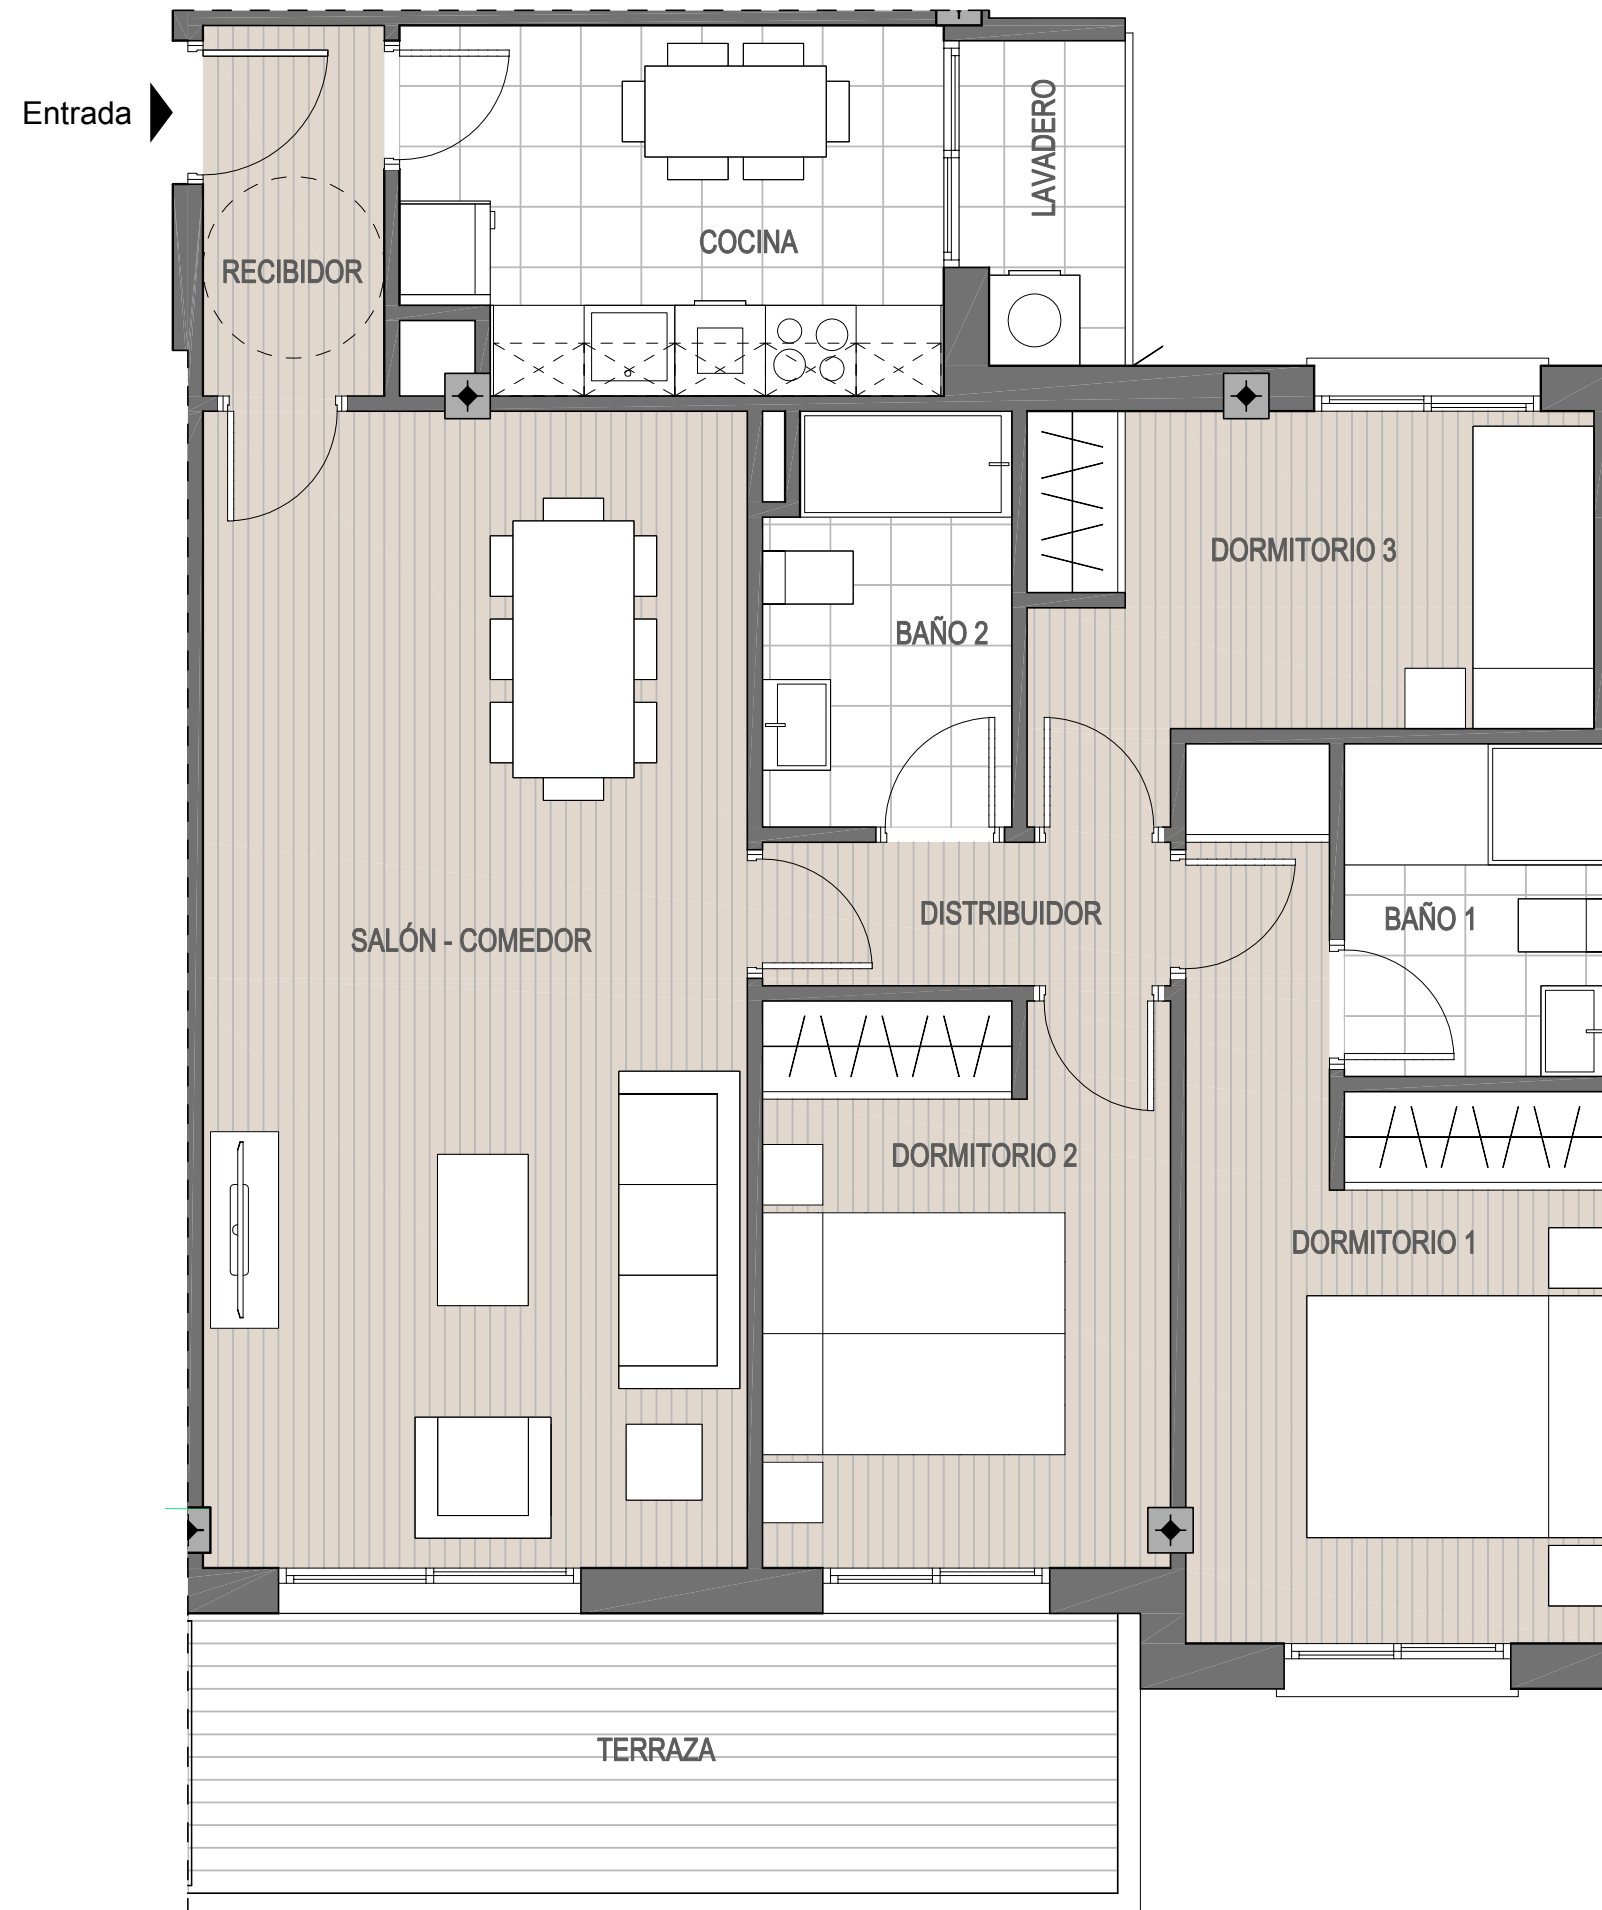 Entrada
LAVADERO
COCINA
RECIBIDOR
DORMITORIO 3
BAÑO 2
DISTRIBUIDOR
BAÑO 1
SALÓN - COMEDOR
DORMITORIO 2
DORMITORIO 1
TERRAZA